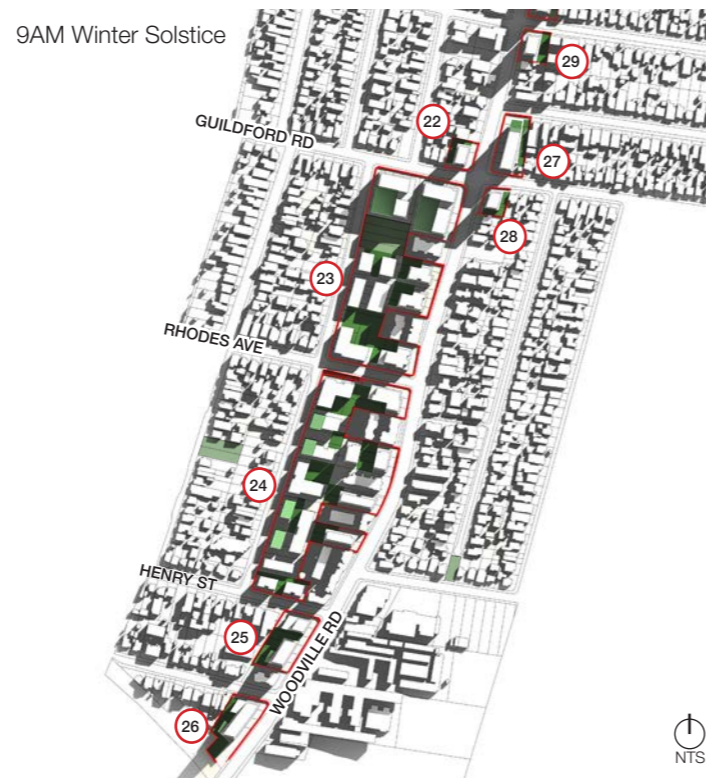 9AM Winter Solstice
29
22
GUILDFORD RD
27
28
23
RHODES AVE
24
HENRY ST
25
WOODVILLE RD
26
NTS